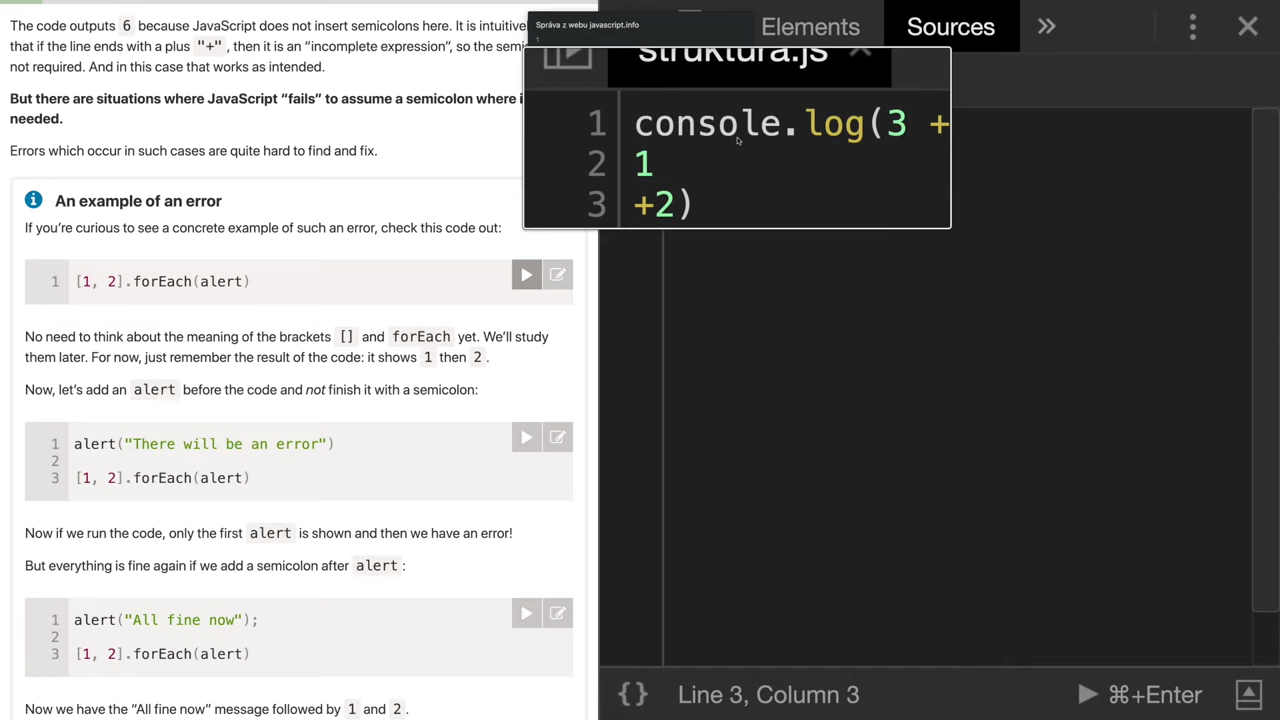 The code outputs 6 because JavaScript does not insert semicolons here. It is intuitively
that if the line ends with a plus "+", then it is an “incomplete expression”, so the semi
not required. And in this case that works as intended.
But there are situations where JavaScript “fails” to assume a semicolon where i
needed.
Errors which occur in such cases are quite hard to find and fix.
An example of an error
If you’re curious to see a concrete example of such an error, check this code out:
1 [1, 2].forEach(alert)
No need to think about the meaning of the brackets [] and forEach yet. We’ll study
them later. For now, just remember the result of the code: it shows 1 then 2.
Now, let’s add an alert before the code and not finish it with a semicolon:
1 alert("There will be an error")
2
3 [1, 2].forEach(alert)
Now if we run the code, only the first alert is shown and then we have an error!
But everything is fine again if we add a semicolon after alert:
1 alert("All fine now");
2
3 [1, 2].forEach(alert)
Now we have the “All fine now” message followed by 1 and 2.
Správa z webu javascript.info
1
Elements
Sources
»
struktura.js
1 console.log(3 +
2 1
3 +2)
{} Line 3, Column 3
⌘+Enter